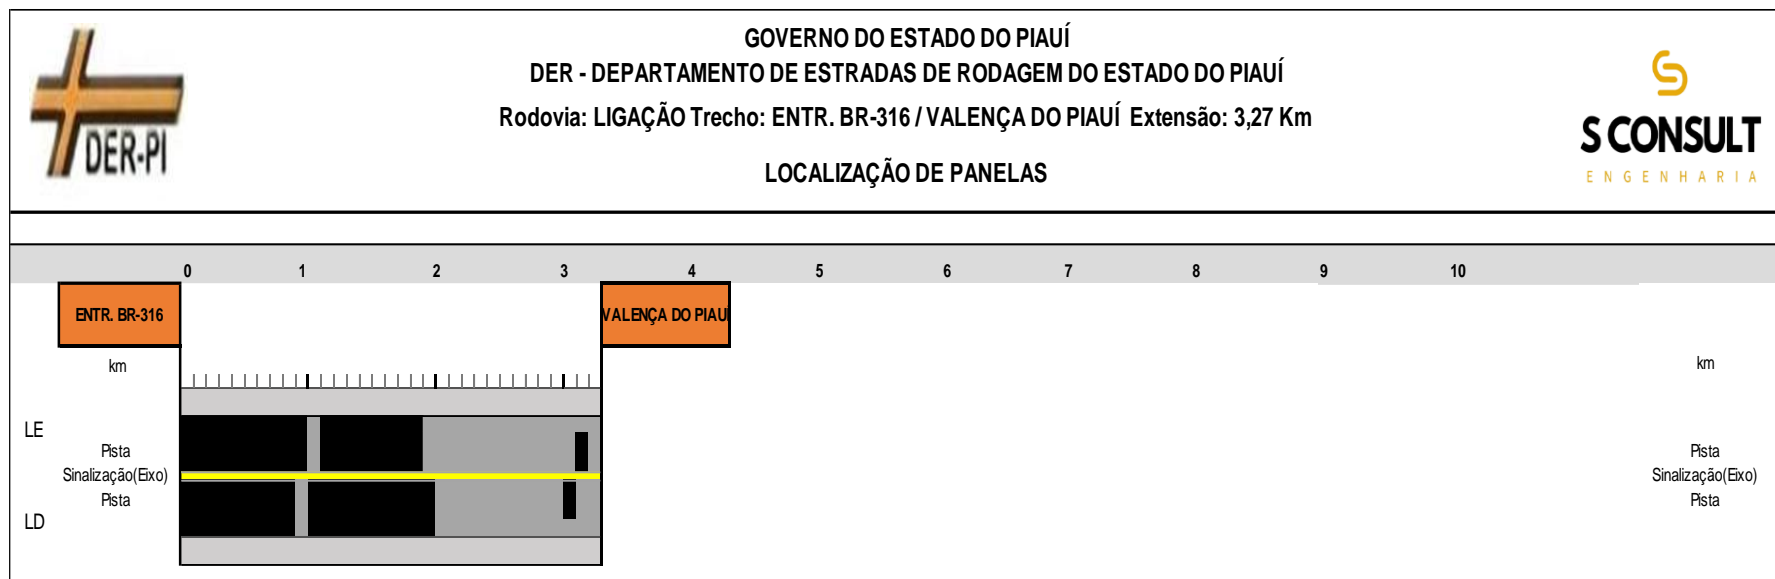 DER-PI
GOVERNO DO ESTADO DO PIAUÍ
DER - DEPARTAMENTO DE ESTRADAS DE RODAGEM DO ESTADO DO PIAUÍ
Rodovia: LIGAÇÃO Trecho: ENTR. BR-316 / VALENÇA DO PIAUÍ Extensão: 3,27 Km
LOCALIZAÇÃO DE PANELAS
S CONSULT
ENGENHARIA
0 1 2 3 4 5 6 7 8 9 10
ENTR. BR-316
VALENÇA DO PIAU
km
km
LE
Pista
Sinalização(Eixo)
Pista
LD
Pista
Sinalização(Eixo)
Pista